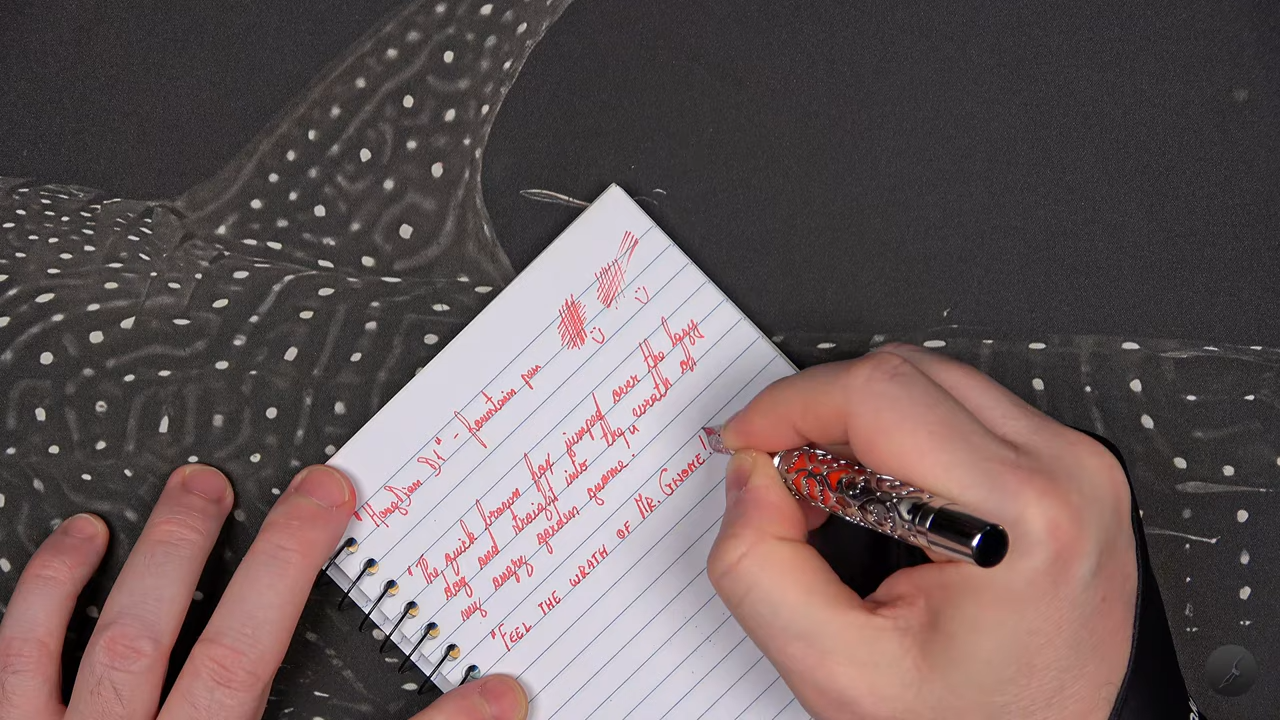 "HongDian D1" - fountain pen
"The quick brown fox jumped over the lazy
dog and straight into the wrath of
my angry garden gnome."
"FEEL THE WRATH OF MR. GNOME!